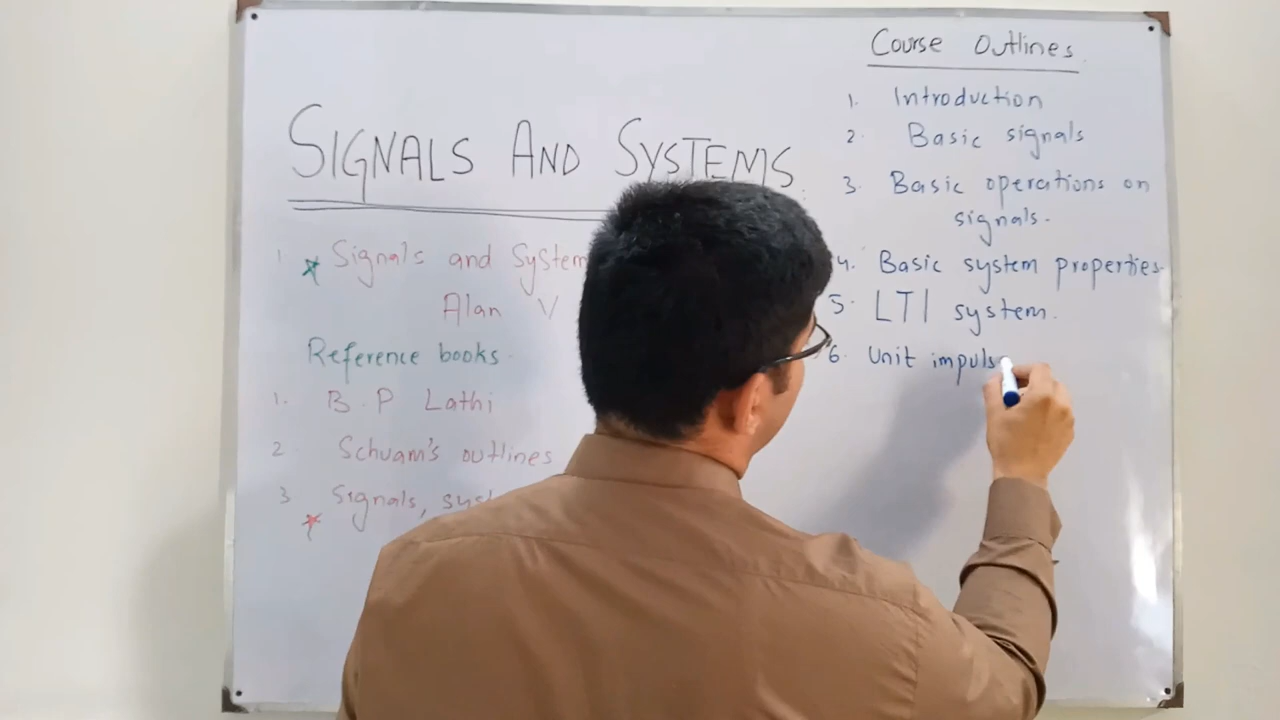 SIGNALS AND SYSTEMS.
1. Signals and System
Alan V
Reference books.
1. B.P Lathi
2 Schuam's outlines
3 Signals,
Course Outlines.
1. Introduction
2. Basic signals
3. Basic operations on
signals.
4. Basic system properties.
5. LTI system.
6. Unit impuls